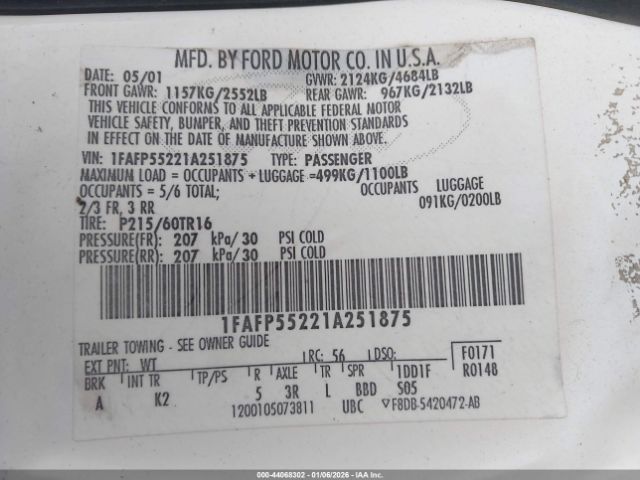 MFD. BY FORD MOTOR CO. IN U.S.A.
DATE: 05/01 GVWR: 2124KG/4684LB
FRONT GAWR: 1157KG/2552LB REAR GAWR: 967KG/2132LB
THIS VEHICLE CONFORMS TO ALL APPLICABLE FEDERAL MOTOR
VEHICLE SAFETY, BUMPER, AND THEFT PREVENTION STANDARDS
IN EFFECT ON THE DATE OF MANUFACTURE SHOWN ABOVE.
VIN: 1FAFP55221A251875 TYPE: PASSENGER
MAXIMUM LOAD = OCCUPANTS + LUGGAGE =499KG/1100LB
OCCUPANTS = 5/6 TOTAL; OCCUPANTS LUGGAGE
2/3 FR, 3 RR 091KG/0200LB
TIRE: P215/60TR16
PRESSURE(FR): 207 kPa/30 PSI COLD
PRESSURE(RR): 207 kPa/30 PSI COLD
1FAFP55221A251875
TRAILER TOWING - SEE OWNER GUIDE
EXT PNT: WT RC: 56 DSO: F0171
BRK INT TR TP/PS R AXLE TR SPR 1DD1F R0148
A K2 5 3R L BBD S05
1200105073811 UBC F8DB-5420472-AB
000-44068302 - 01/06/2026 - IAA Inc.